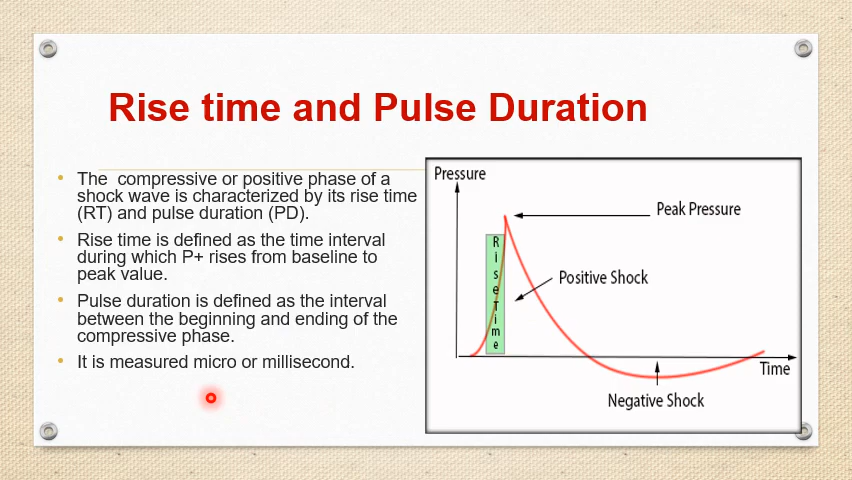 Rise time and Pulse Duration
• The compressive or positive phase of a
shock wave is characterized by its rise time
(RT) and pulse duration (PD).
• Rise time is defined as the time interval
during which P+ rises from baseline to
peak value.
• Pulse duration is defined as the interval
between the beginning and ending of the
compressive phase.
• It is measured micro or millisecond.
Pressure
Peak Pressure
Rise Time
Positive Shock
Time
Negative Shock